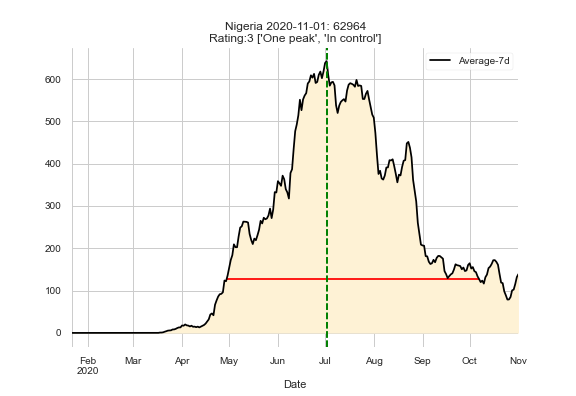 Nigeria 2020-11-01: 62964
Rating:3 ['One peak', 'In control']
Average-7d
600
500
400
300
200
100
0
Feb
2020
Mar
Apr
May
Jun
Jul
Aug
Sep
Oct
Nov
Date